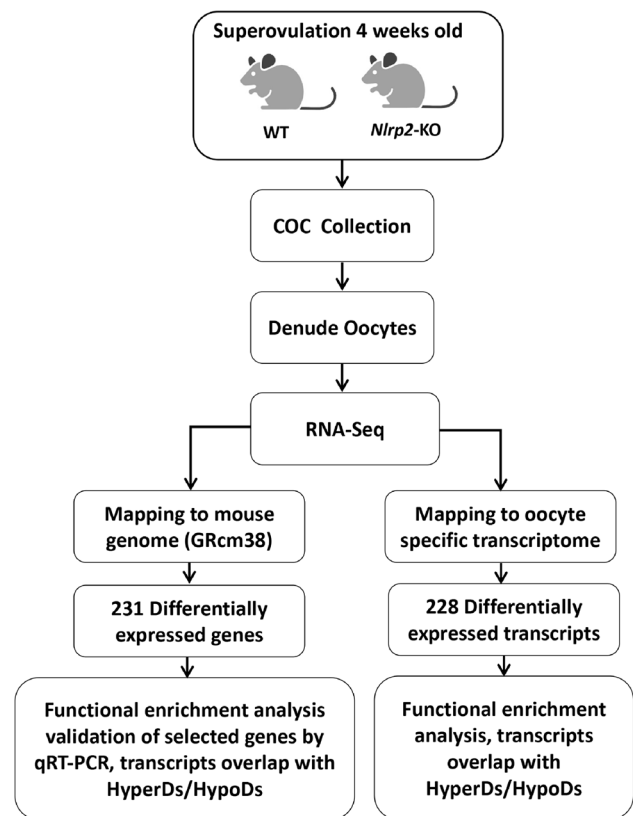 Superovulation 4 weeks old
WT
Nlrp2-KO
COC Collection
Denude Oocytes
RNA-Seq
Mapping to mouse
genome (GRcm38)
231 Differentially
expressed genes
Functional enrichment analysis
validation of selected genes by
qRT-PCR, transcripts overlap with
HyperDs/HypoDs
Mapping to oocyte
specific transcriptome
228 Differentially
expressed transcripts
Functional enrichment
analysis, transcripts
overlap with
HyperDs/HypoDs